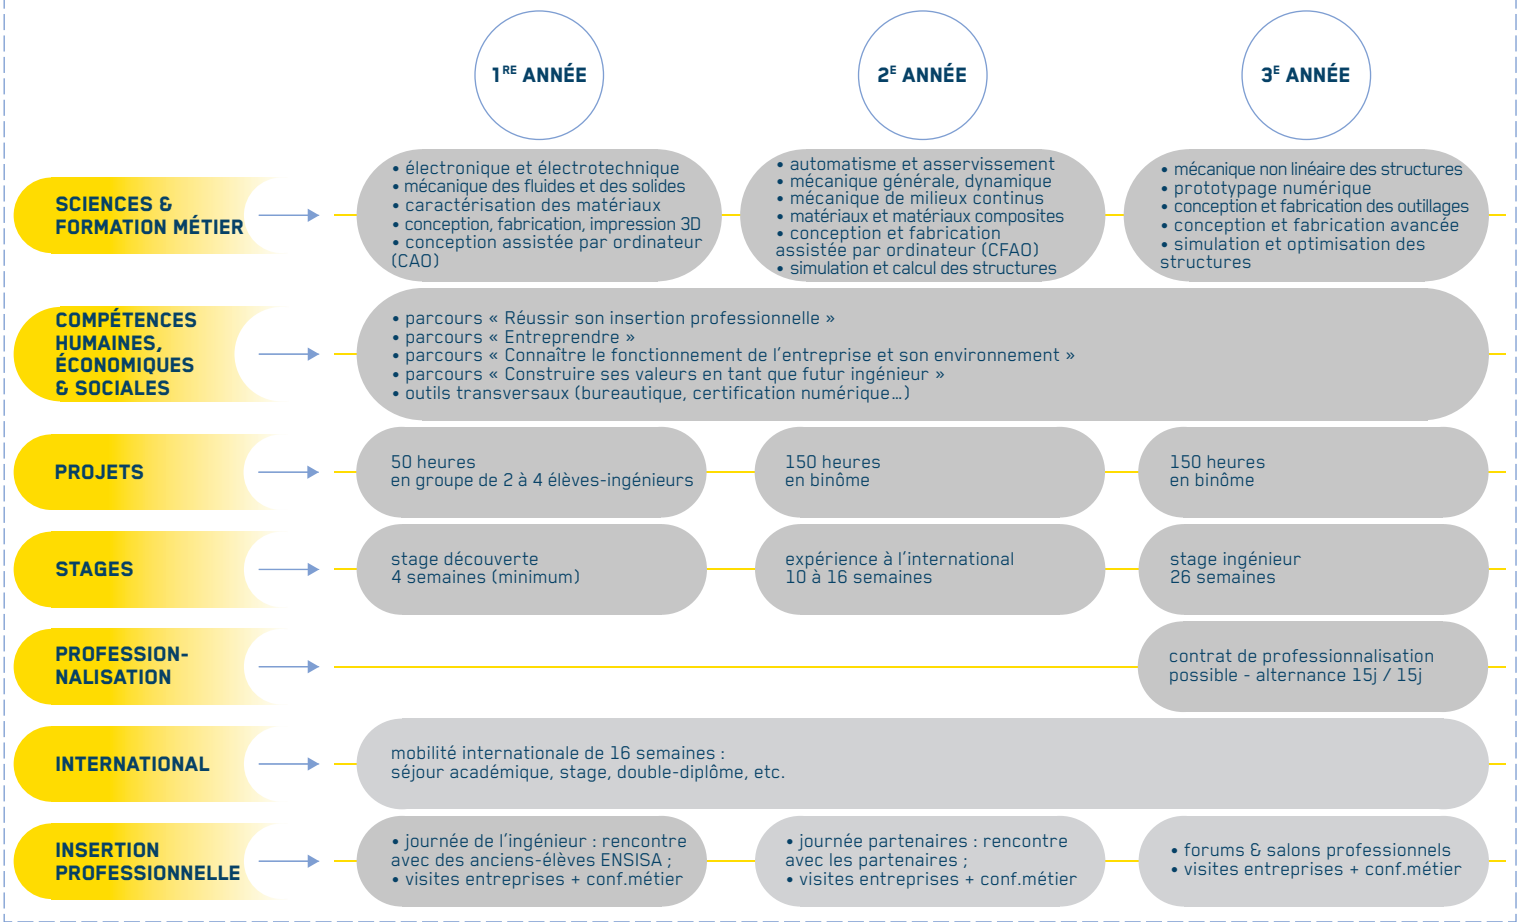 1RE ANNÉE
2E ANNÉE
3E ANNÉE
SCIENCES &
FORMATION MÉTIER
• électronique et électrotechnique
• mécanique des fluides et des solides
• caractérisation des matériaux
• conception, fabrication, impression 3D
• conception assistée par ordinateur
(CAO)
• automatisme et asservissement
• mécanique générale, dynamique
• mécanique de milieux continus
• matériaux et matériaux composites
• conception et fabrication
assistée par ordinateur (CFAO)
• simulation et calcul des structures
• mécanique non linéaire des structures
• prototypage numérique
• conception et fabrication des outillages
• conception et fabrication avancée
• simulation et optimisation des
structures
COMPÉTENCES
HUMAINES,
ÉCONOMIQUES
& SOCIALES
• parcours « Réussir son insertion professionnelle »
• parcours « Entreprendre »
• parcours « Connaître le fonctionnement de l'entreprise et son environnement »
• parcours « Construire ses valeurs en tant que futur ingénieur »
• outils transversaux (bureautique, certification numérique…)
PROJETS
50 heures
en groupe de 2 à 4 élèves-ingénieurs
150 heures
en binôme
150 heures
en binôme
STAGES
stage découverte
4 semaines (minimum)
expérience à l'international
10 à 16 semaines
stage ingénieur
26 semaines
PROFESSION-
NALISATION
contrat de professionnalisation
possible - alternance 15j / 15j
INTERNATIONAL
mobilité internationale de 16 semaines :
séjour académique, stage, double-diplôme, etc.
INSERTION
PROFESSIONNELLE
• journée de l'ingénieur : rencontre
avec des anciens-élèves ENSISA ;
• visites entreprises + conf.métier
• journée partenaires : rencontre
avec les partenaires ;
• visites entreprises + conf.métier
• forums & salons professionnels
• visites entreprises + conf.métier